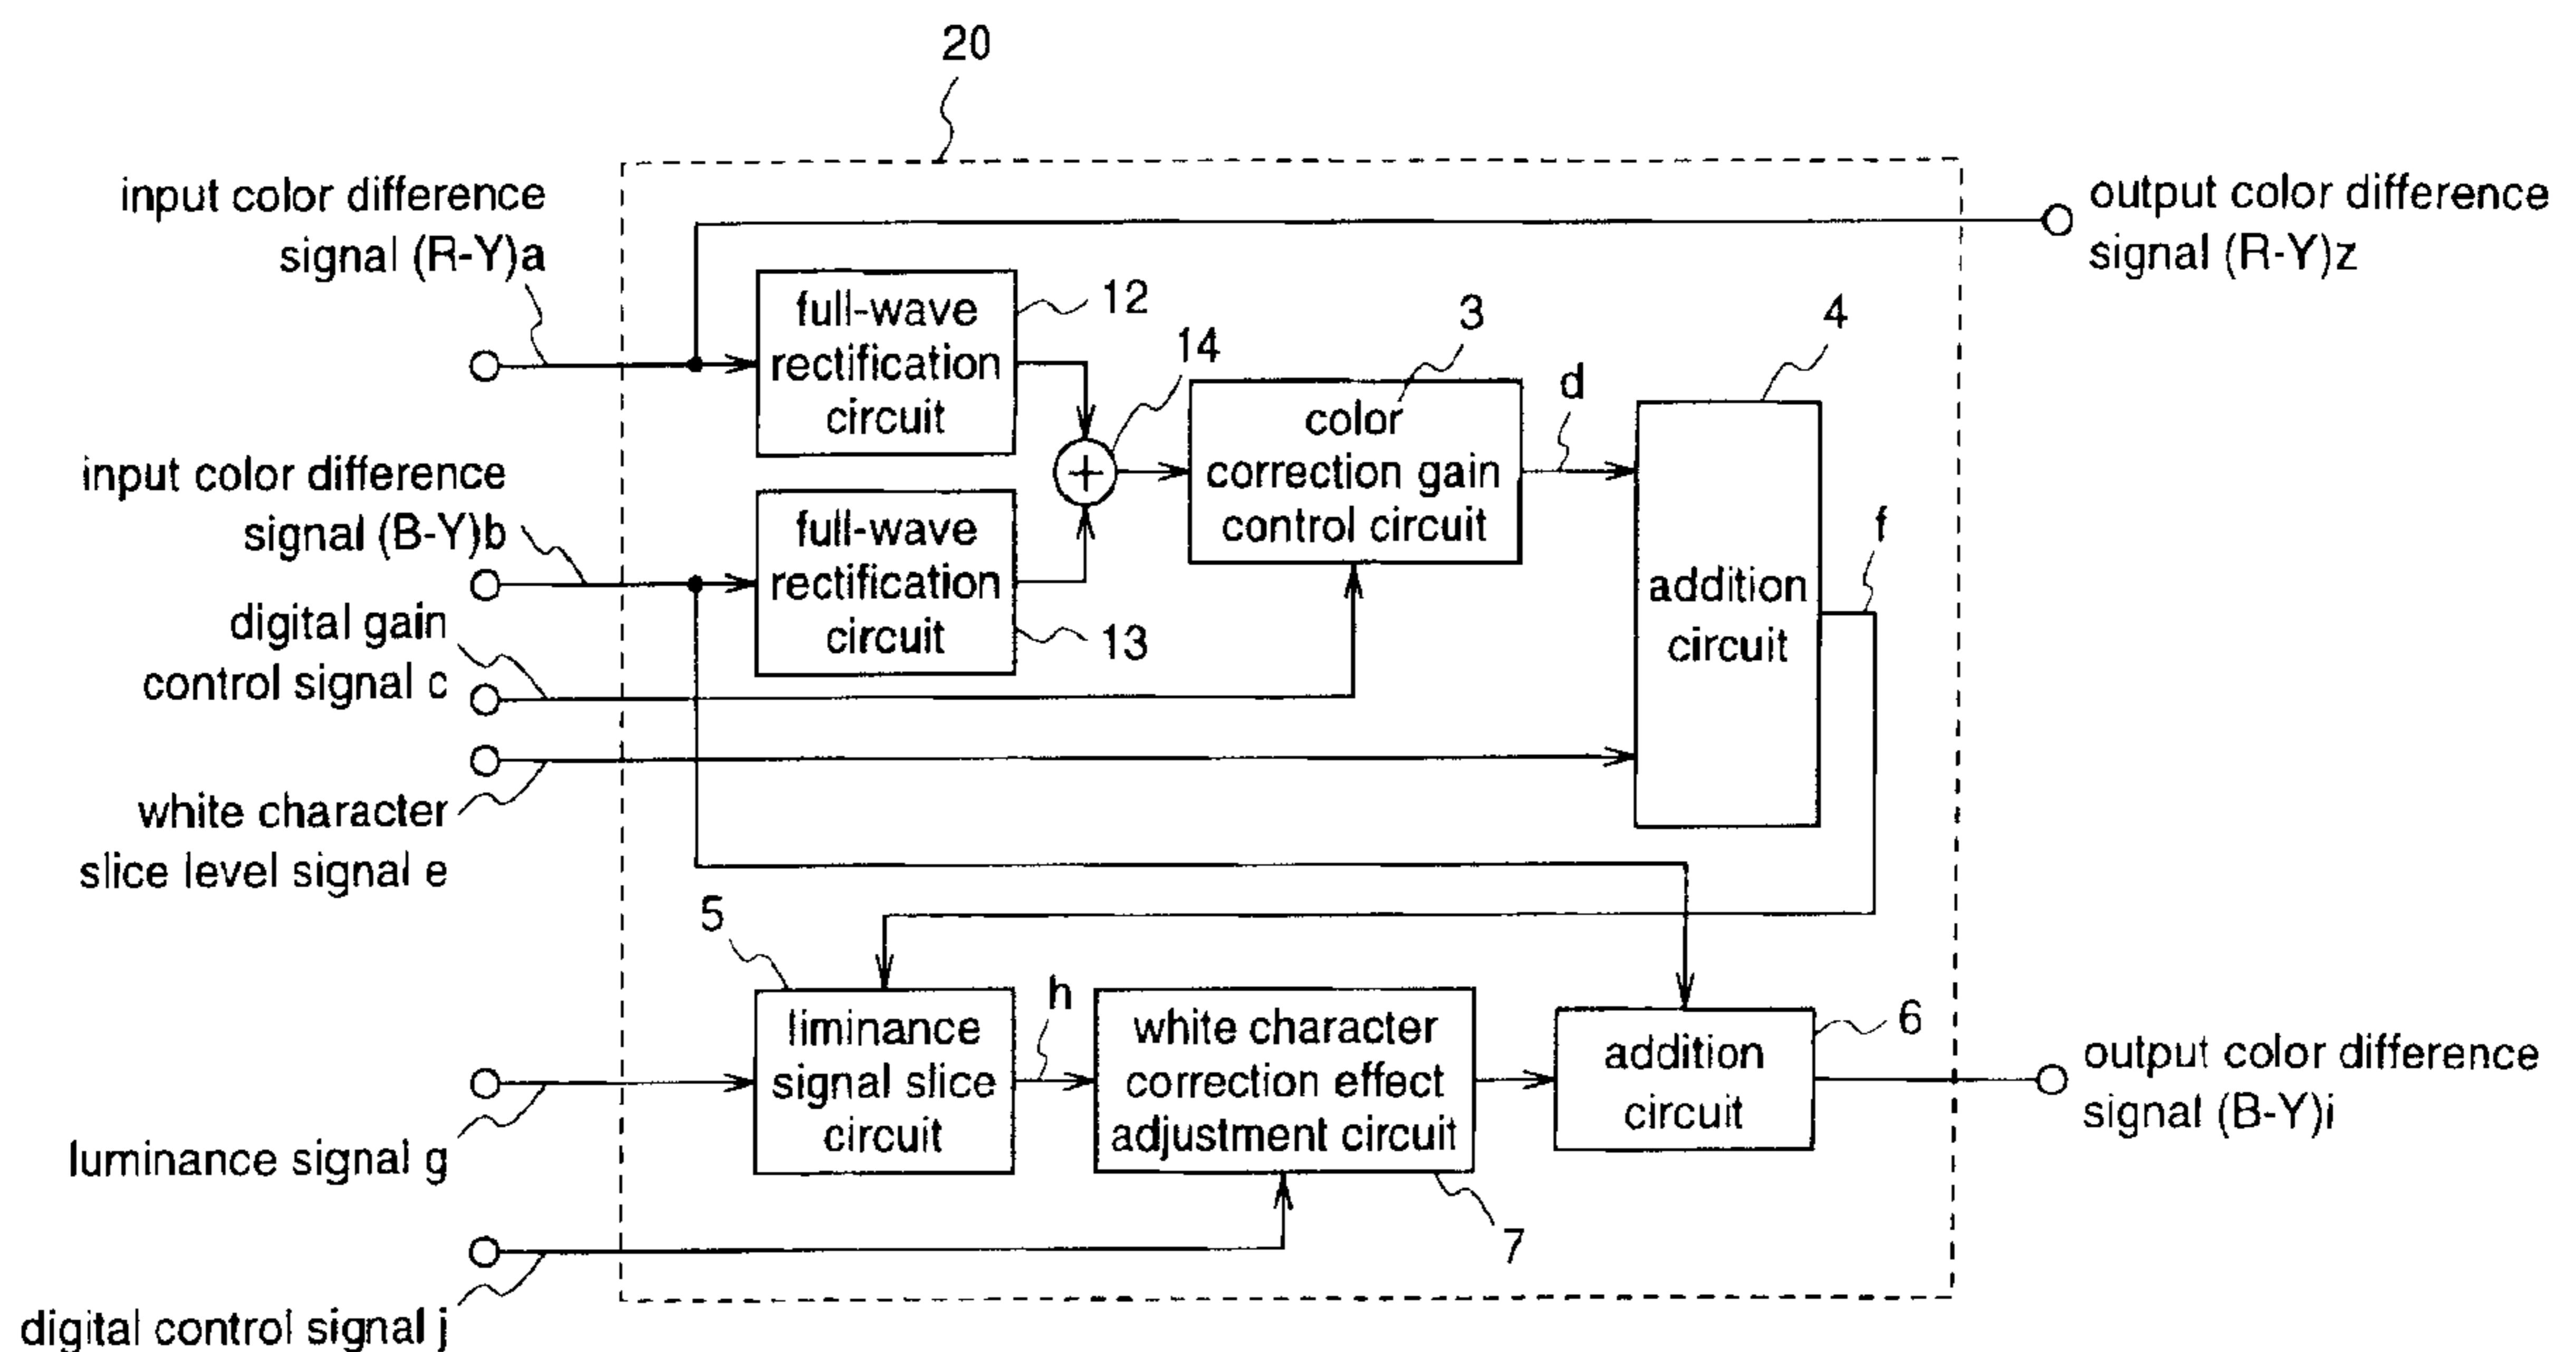 20
input color difference
signal (R-Y)a
output color difference
signal (R-Y)z
full-wave
rectification
circuit
12
14
3
color
correction gain
control circuit
d
4
addition
circuit
f
input color difference
signal (B-Y)b
full-wave
rectification
circuit
13
+
digital gain
control signal c
white character
slice level signal e
5
liminance
signal slice
circuit
h
white character
correction effect
adjustment circuit
7
addition
circuit
6
output color difference
signal (B-Y)i
luminance signal g
digital control signal j